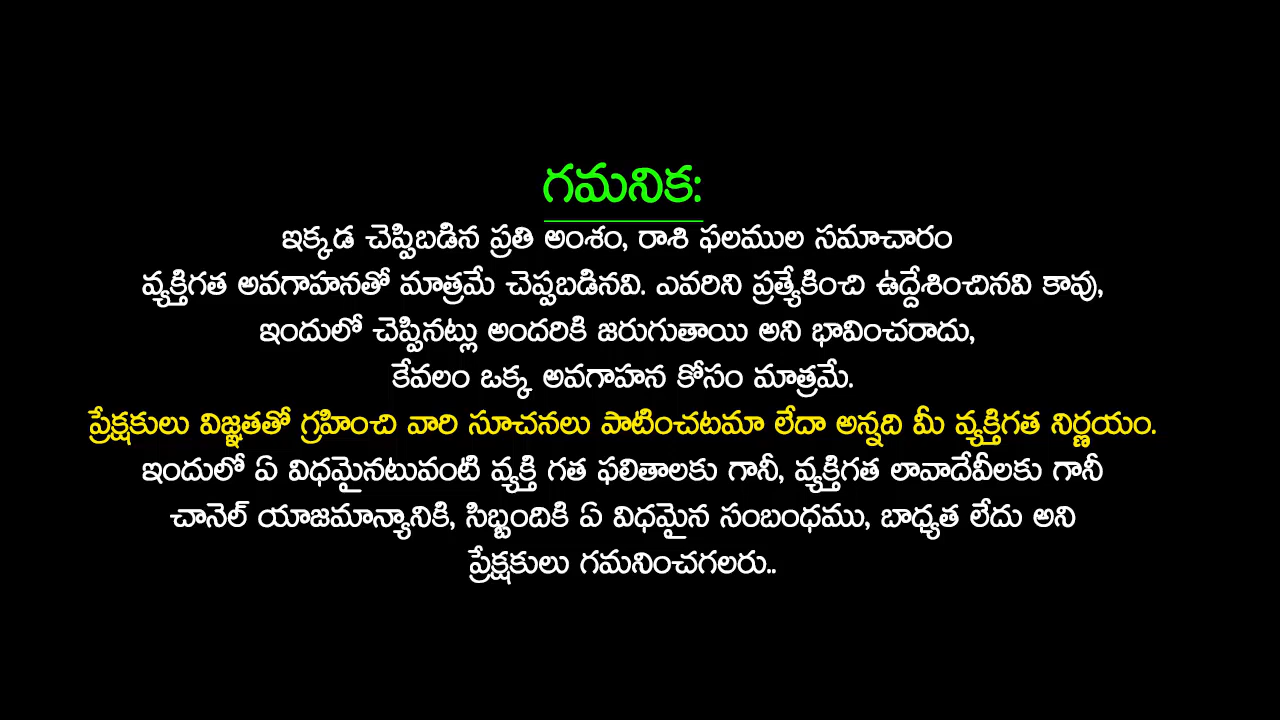 గమనిక:
ఇక్కడ చెప్పిబడిన ప్రతి అంశం, రాశి ఫలముల సమాచారం
వ్యక్తిగత అవగాహనతో మాత్రమే చెప్పబడినవి. ఎవరిని ప్రత్యేకించి ఉద్దేశించినవి కావు,
ఇందులో చెప్పినట్లు అందరికి జరుగుతాయి అని భావించరాదు,
కేవలం ఒక్క అవగాహన కోసం మాత్రమే.
ప్రేక్షకులు విజ్ఞతతో గ్రహించి వారి సూచనలు పాటించటమా లేదా అన్నది మీ వ్యక్తిగత నిర్ణయం.
ఇందులో ఏ విధమైనటువంటి వ్యక్తి గత ఫలితాలకు గానీ, వ్యక్తిగత లావాదేవీలకు గానీ
చానెల్ యాజమాన్యానికి, సిబ్బందికి ఏ విధమైన సంబంధము, బాధ్యత లేదు అని
ప్రేక్షకులు గమనించగలరు..